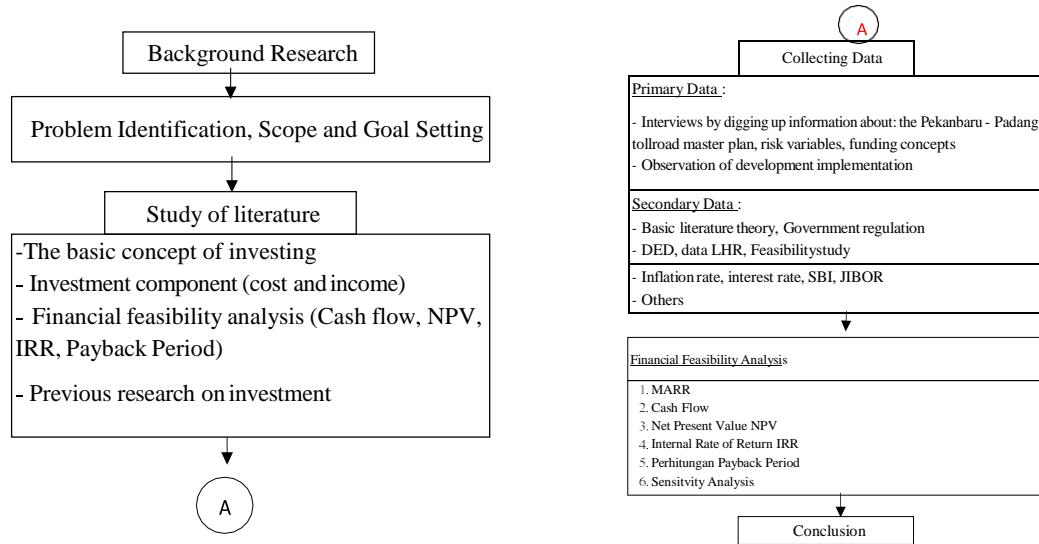 Background Research
Problem Identification, Scope and Goal Setting
Study of literature
-The basic concept of investing
- Investment component (cost and income)
- Financial feasibility analysis (Cash flow, NPV,
IRR, Payback Period)
- Previous research on investment
A
A
Collecting Data
Primary Data :
- Interviews by digging up information about: the Pekanbaru - Padang
tollroad master plan, risk variables, funding concepts
- Observation of development implementation
Secondary Data :
- Basic literature theory, Government regulation
- DED, data LHR, Feasibilitystudy
- Inflation rate, interest rate, SBI, JIBOR
- Others
Financial Feasibility Analysis
1. MARR
2. Cash Flow
3. Net Present Value NPV
4. Internal Rate of Return IRR
5. Perhitungan Payback Period
6. Sensitvity Analysis
Conclusion